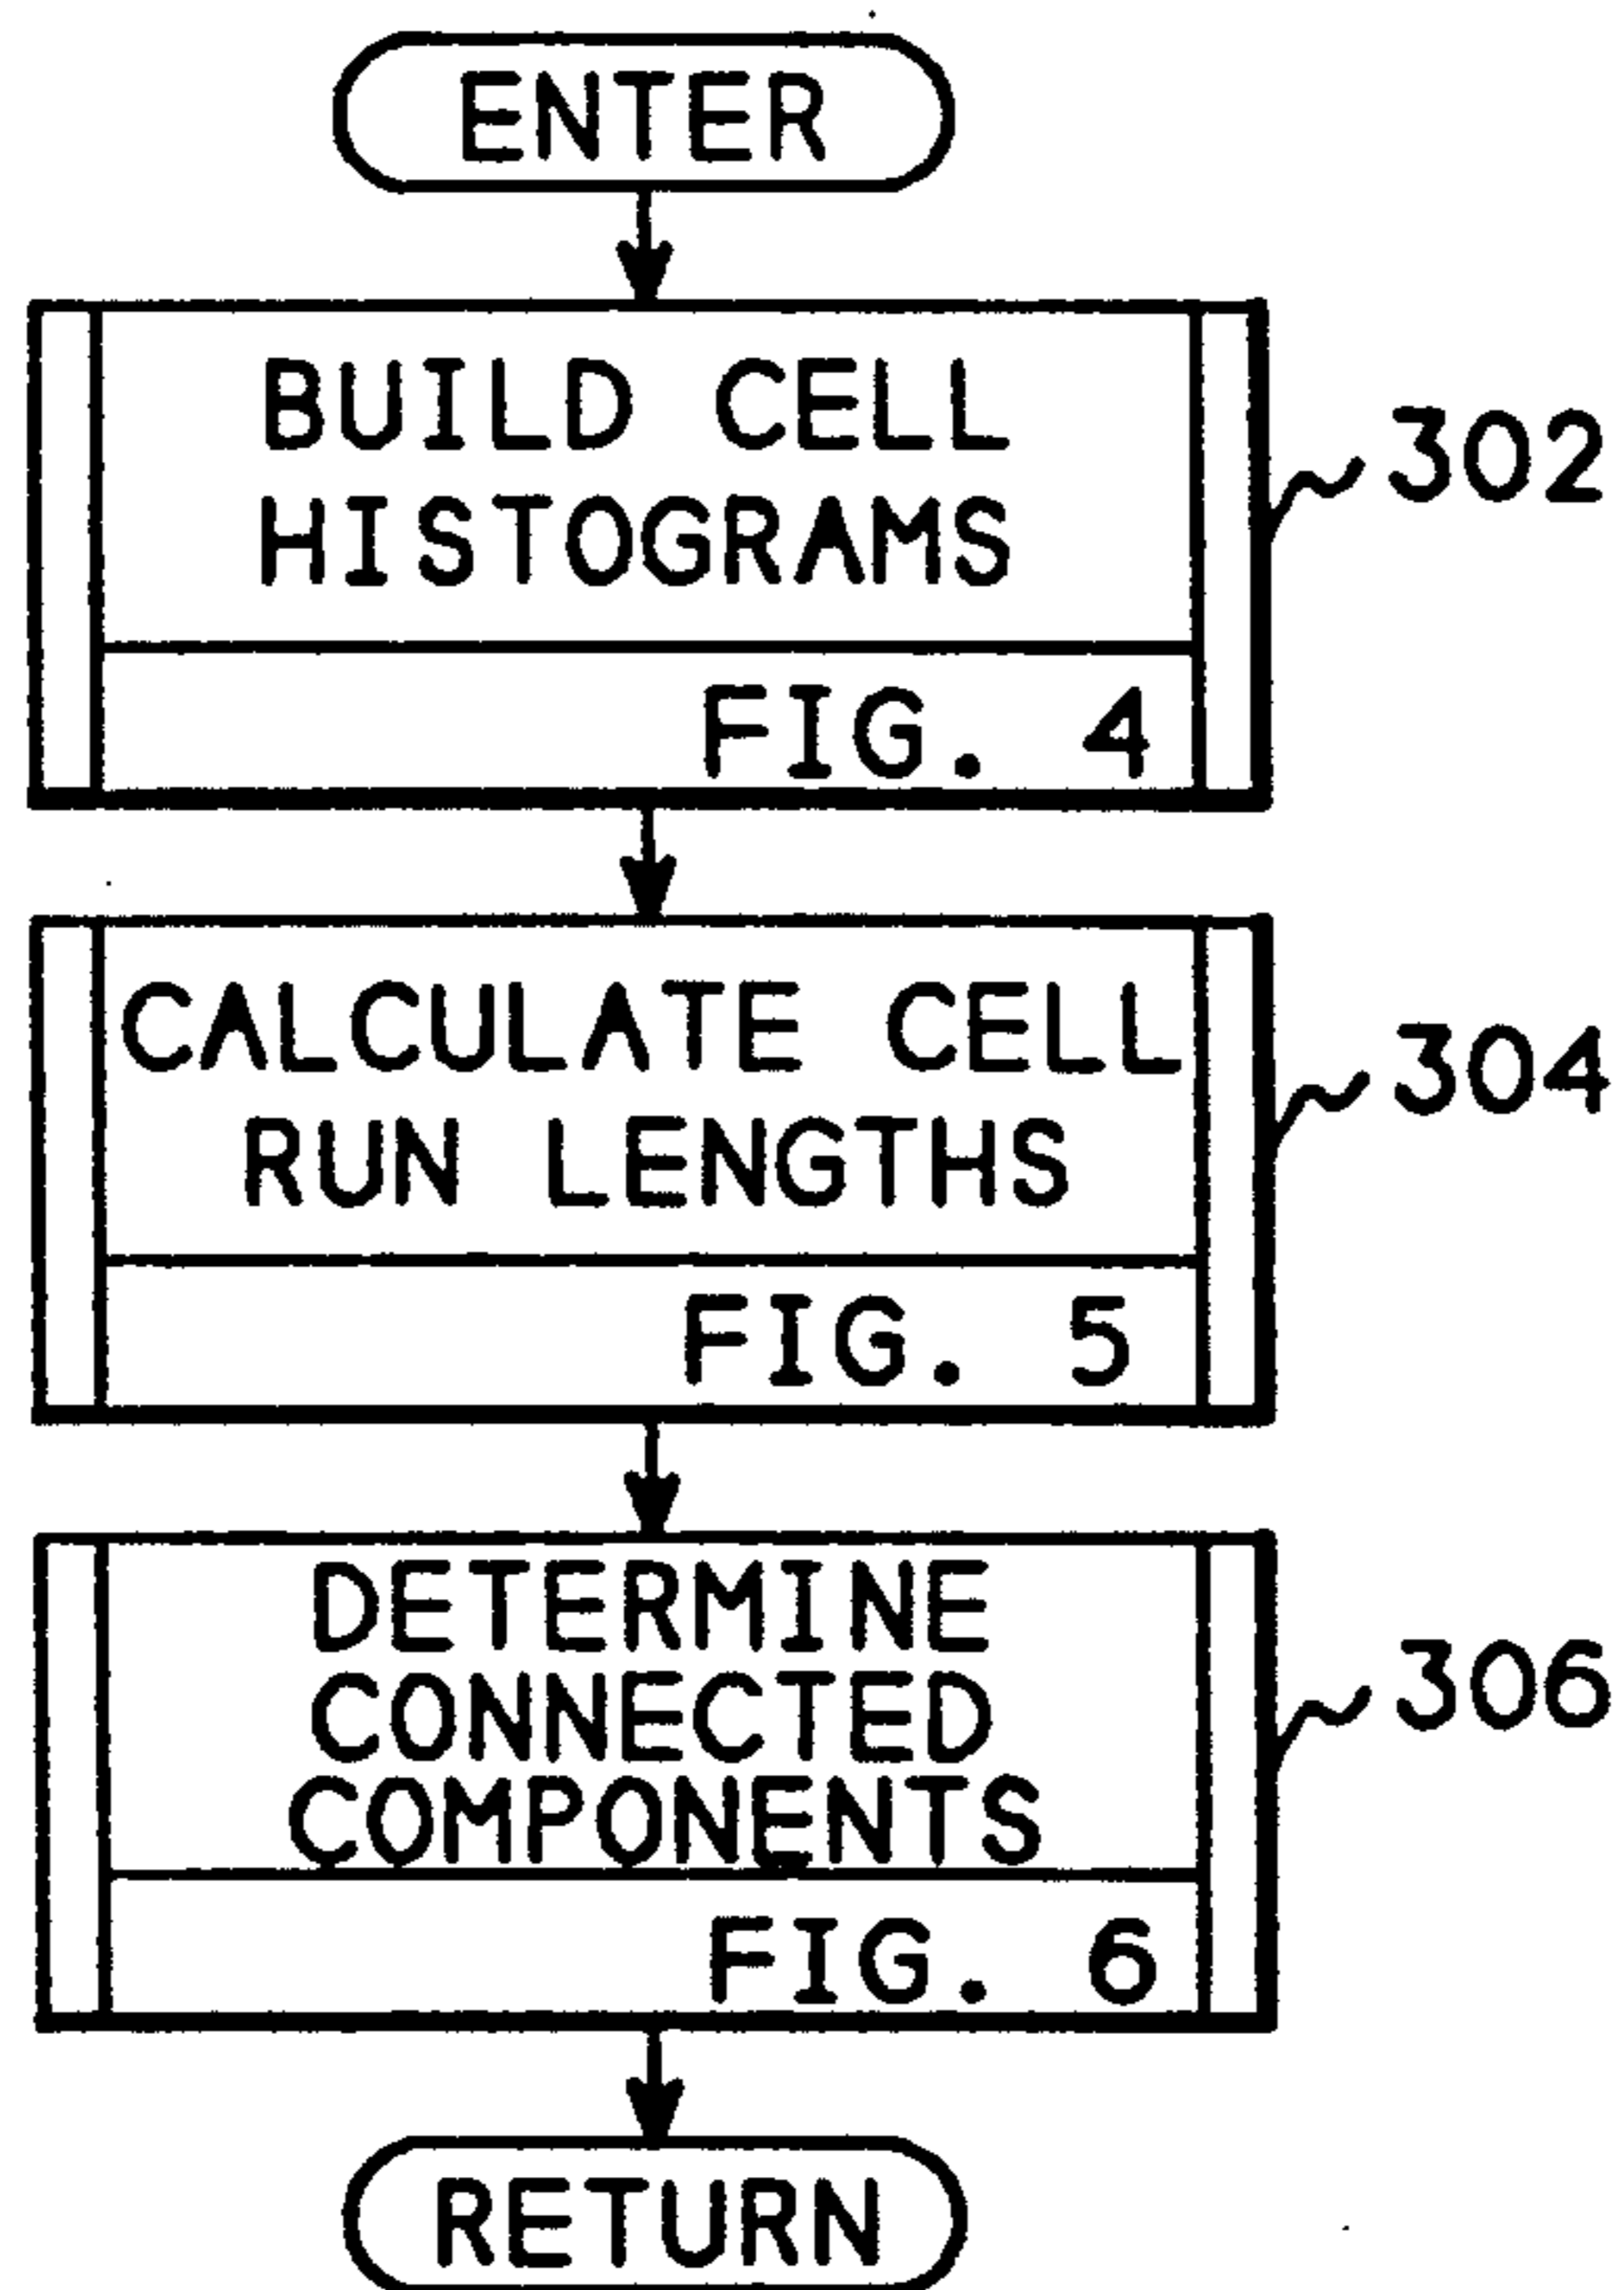 ENTER
BUILD CELL
HISTOGRAMS
302
FIG. 4
CALCULATE CELL
RUN LENGTHS
304
FIG. 5
DETERMINE
CONNECTED
COMPONENTS
306
FIG. 6
RETURN